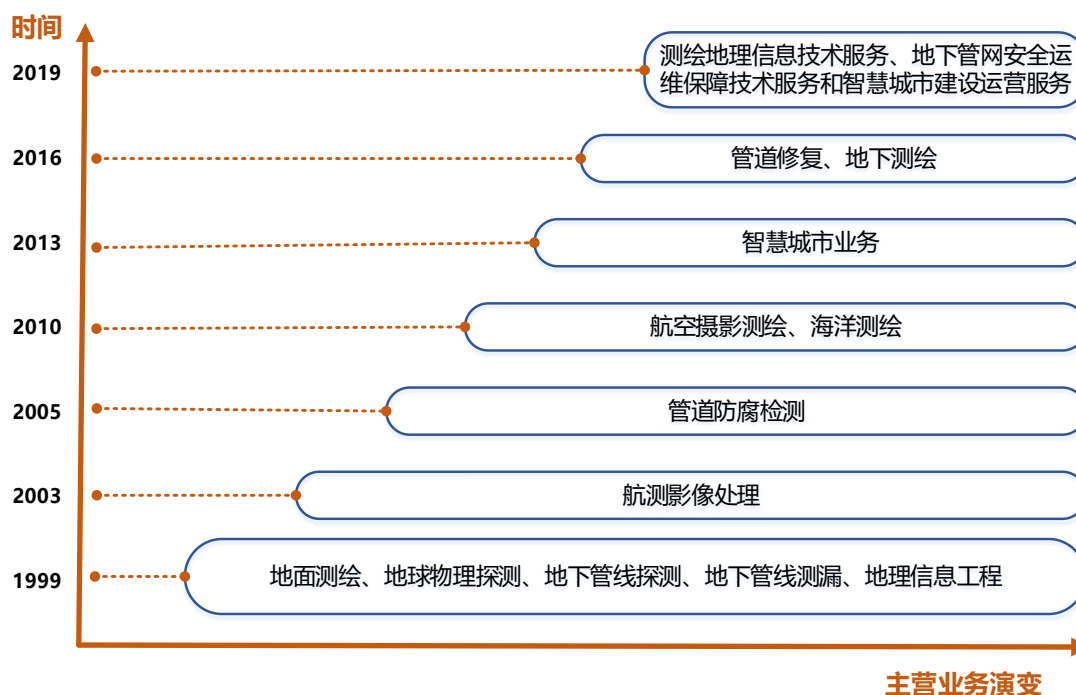 时间
2019
测绘地理信息技术服务、地下管网安全运
维保障技术服务和智慧城市建设运营服务
2016
管道修复、地下测绘
2013
智慧城市业务
2010
航空摄影测绘、海洋测绘
2005
管道防腐检测
2003
航测影像处理
1999
地面测绘、地球物理探测、地下管线探测、地下管线测漏、地理信息工程
主营业务演变